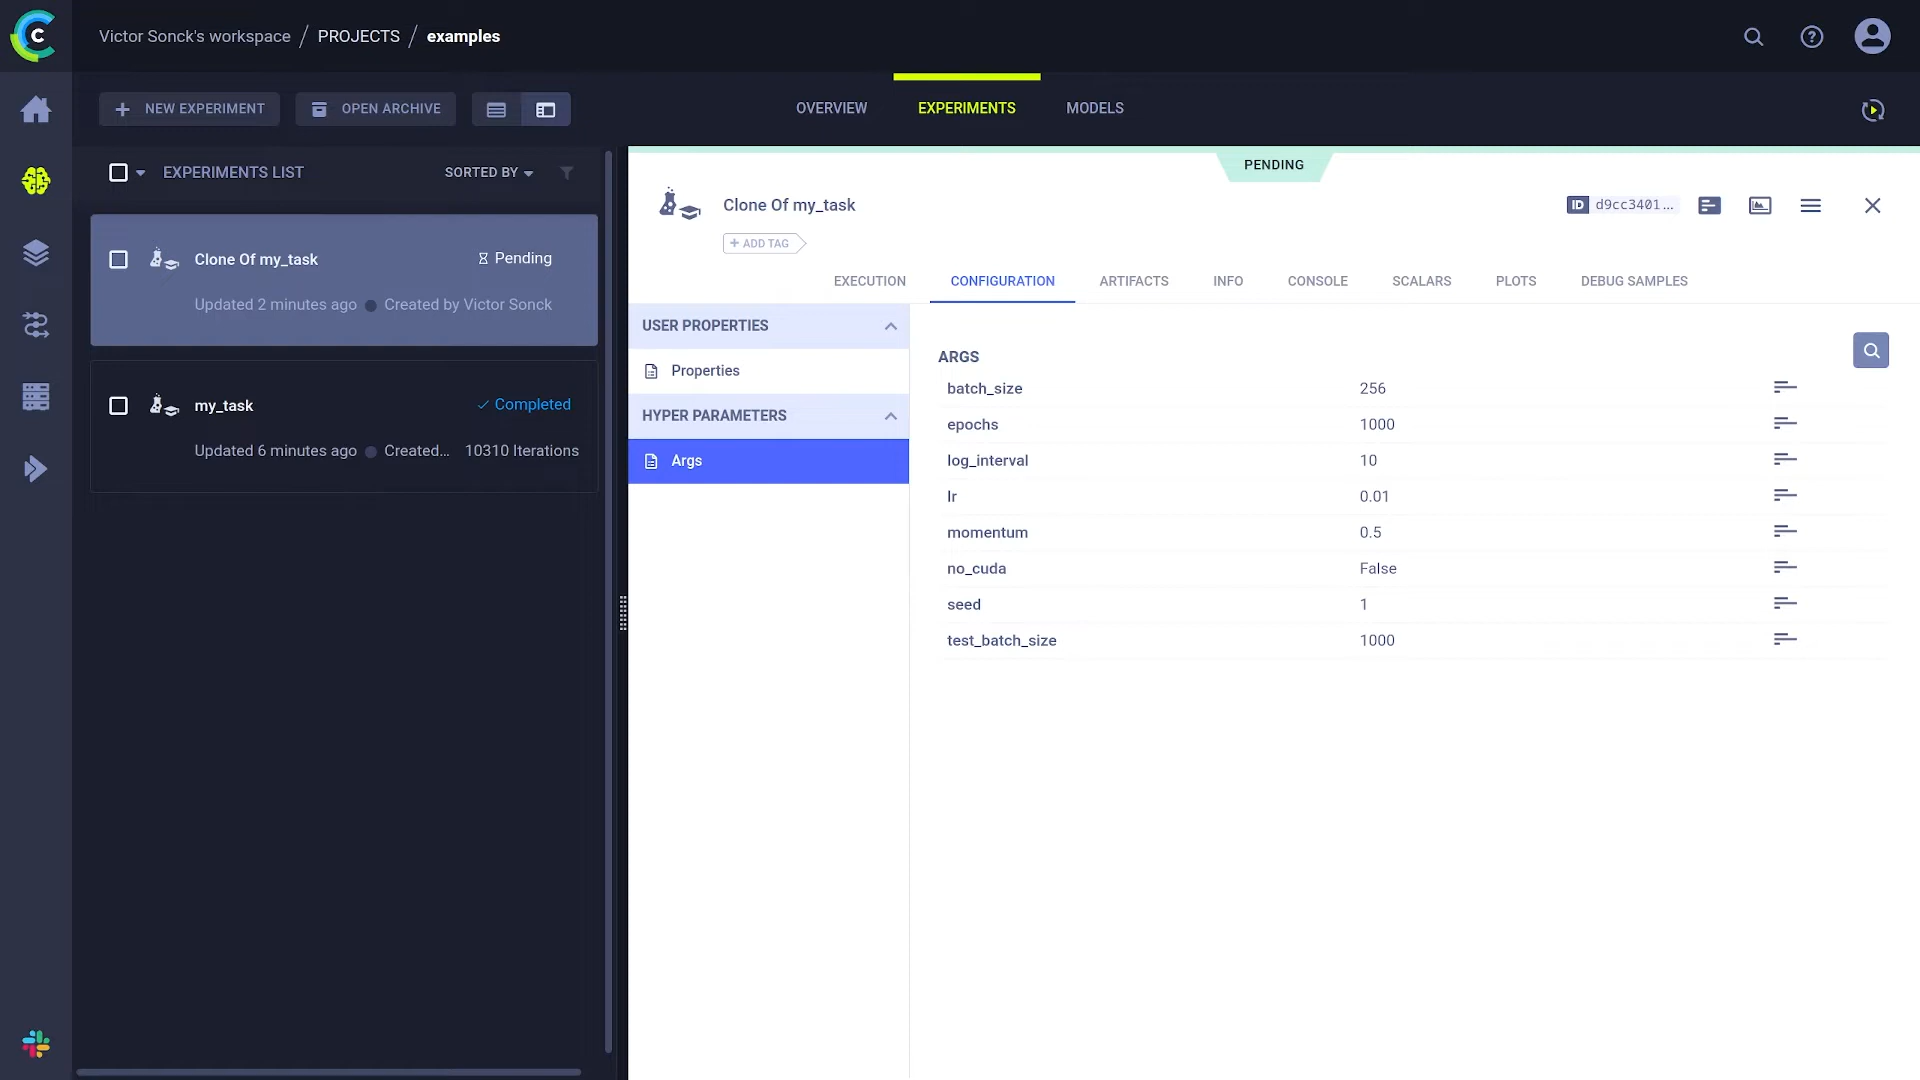 Victor Sonck's workspace / PROJECTS / examples
NEW EXPERIMENT
OPEN ARCHIVE
OVERVIEW
EXPERIMENTS
MODELS
EXPERIMENTS LIST
SORTED BY
Clone Of my_task
Pending
Updated 2 minutes ago
Created by Victor Sonck
my_task
Completed
Updated 6 minutes ago
Created...
10310 Iterations
PENDING
Clone Of my_task
ID d9cc3401...
+ ADD TAG
EXECUTION
CONFIGURATION
ARTIFACTS
INFO
CONSOLE
SCALARS
PLOTS
DEBUG SAMPLES
USER PROPERTIES
Properties
HYPER PARAMETERS
Args
ARGS
batch_size 256
epochs 1000
log_interval 10
lr 0.01
momentum 0.5
no_cuda False
seed 1
test_batch_size 1000